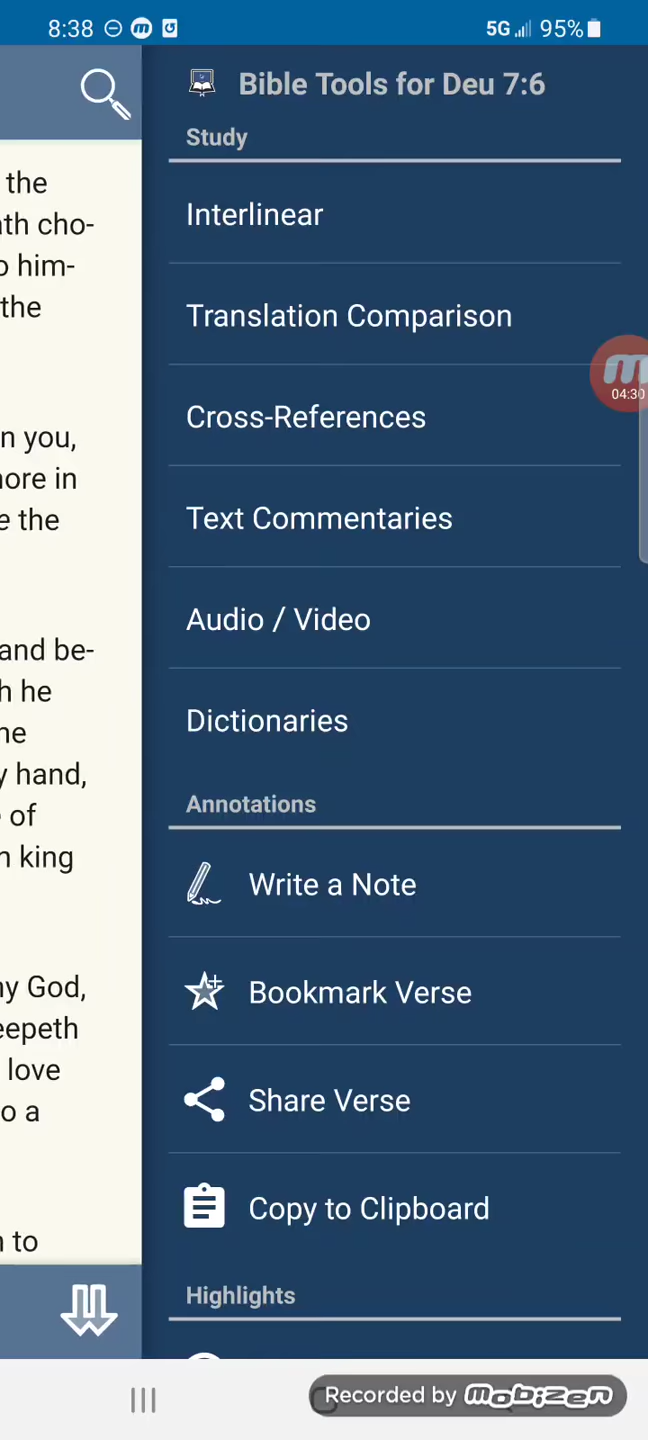 8:38
5G 95%
Bible Tools for Deu 7:6
Study
Interlinear
Translation Comparison
Cross-References
Text Commentaries
Audio / Video
Dictionaries
Annotations
Write a Note
Bookmark Verse
Share Verse
Copy to Clipboard
Highlights
the
ath cho-
o him-
the
n you,
nore in
e the
and be-
h he
he
y hand,
of
n king
ny God,
eepeth
love
o a
n to
04:30
Recorded by mobizen